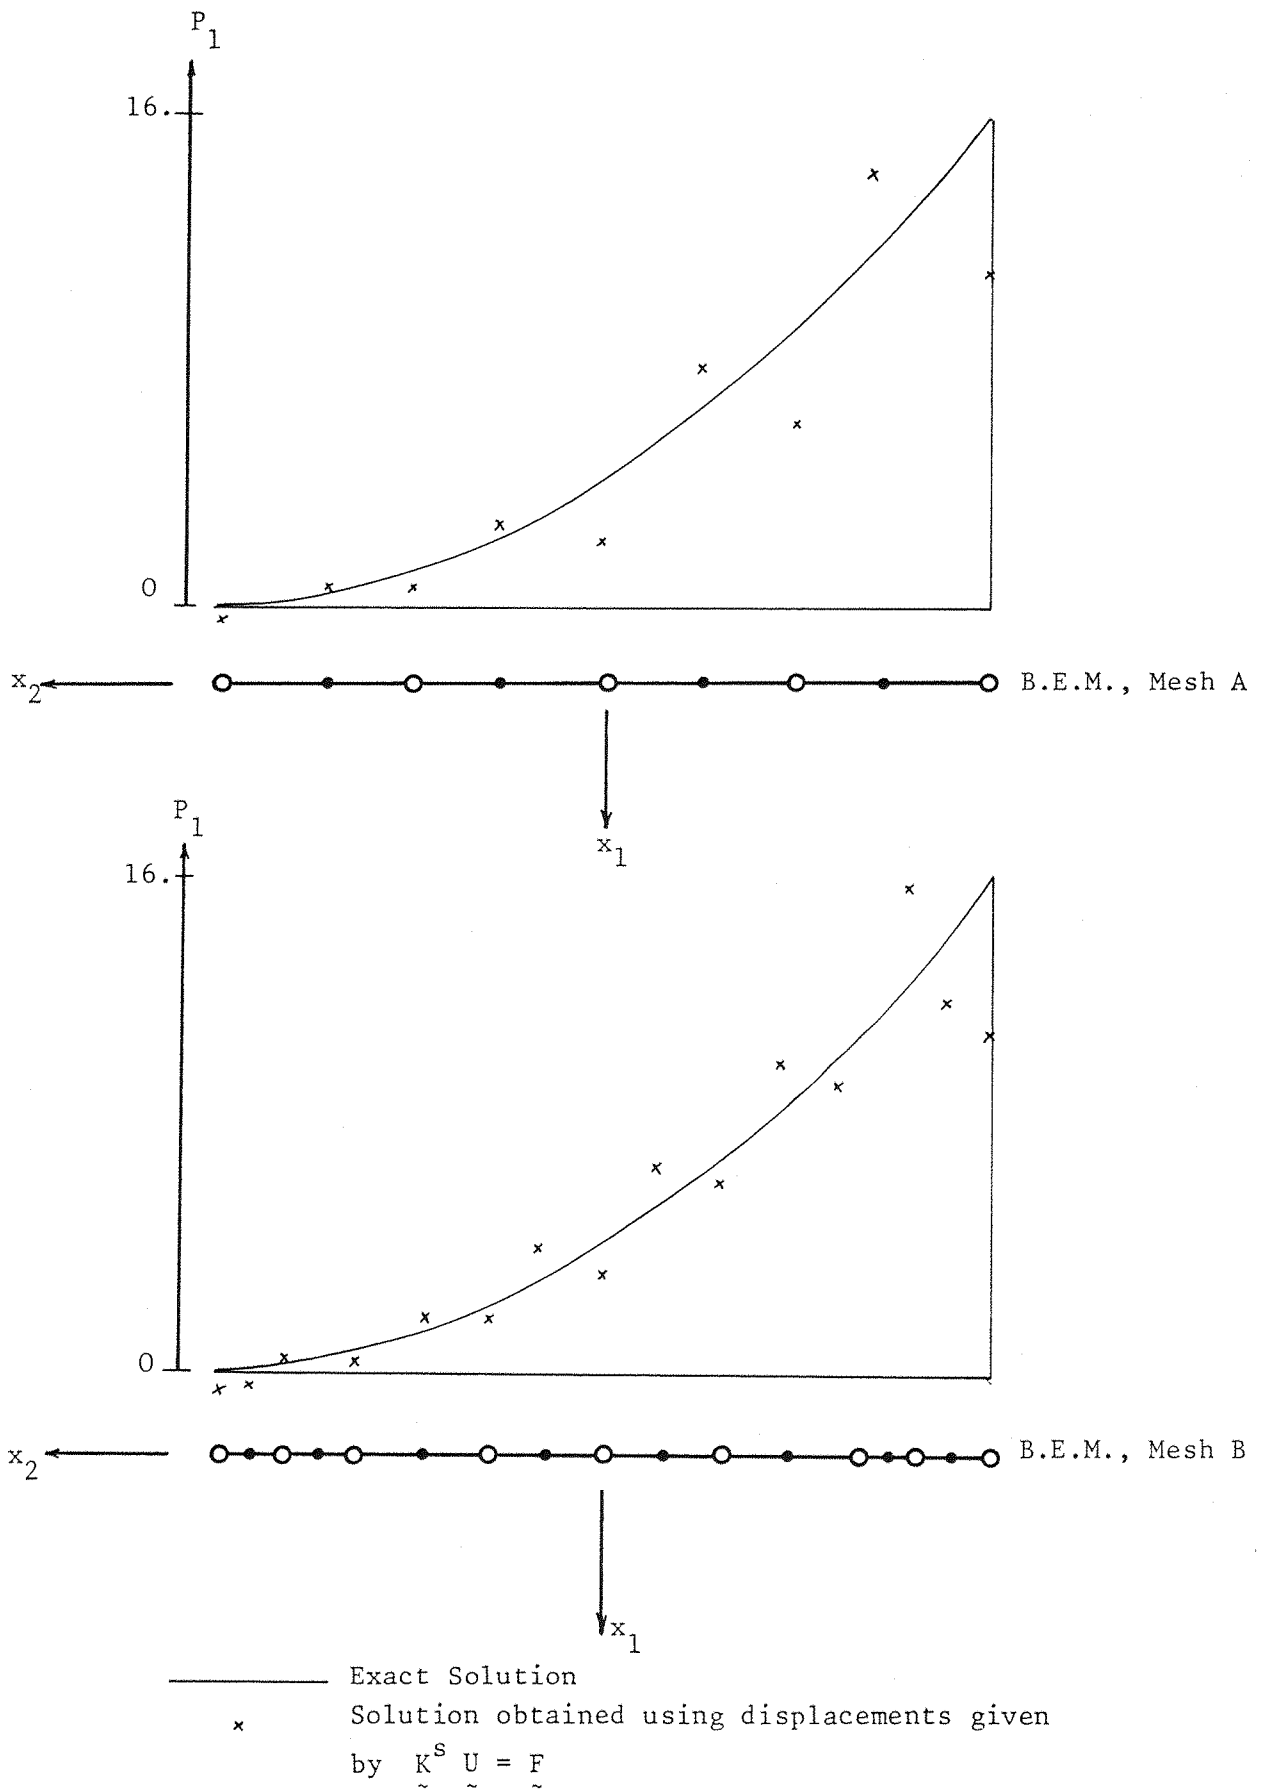 P1
16.
0
x2
B.E.M., Mesh A
x1
P1
16.
0
x2
B.E.M., Mesh B
x1
Exact Solution
x Solution obtained using displacements given
by K^s U = F
~ ~ ~